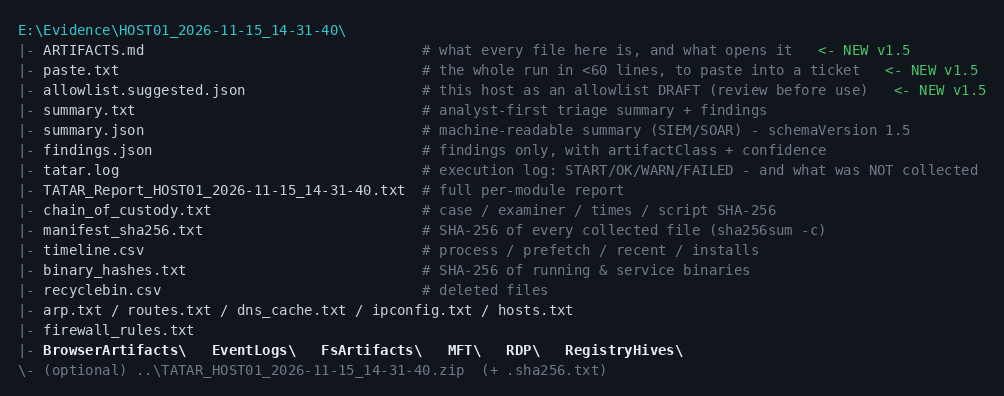 E:\Evidence\HOST01_2026-11-15_14-31-40\
|- ARTIFACTS.md # what every file here is, and what opens it <- NEW v1.5
|- paste.txt # the whole run in <60 lines, to paste into a ticket <- NEW v1.5
|- allowlist.suggested.json # this host as an allowlist DRAFT (review before use) <- NEW v1.5
|- summary.txt # analyst-first triage summary + findings
|- summary.json # machine-readable summary (SIEM/SOAR) - schemaVersion 1.5
|- findings.json # findings only, with artifactClass + confidence
|- tatar.log # execution log: START/OK/WARN/FAILED - and what was NOT collected
|- TATAR_Report_HOST01_2026-11-15_14-31-40.txt # full per-module report
|- chain_of_custody.txt # case / examiner / times / script SHA-256
|- manifest_sha256.txt # SHA-256 of every collected file (sha256sum -c)
|- timeline.csv # process / prefetch / recent / installs
|- binary_hashes.txt # SHA-256 of running & service binaries
|- recyclebin.csv # deleted files
|- arp.txt / routes.txt / dns_cache.txt / ipconfig.txt / hosts.txt
|- firewall_rules.txt
|- BrowserArtifacts\ EventLogs\ FsArtifacts\ MFT\ RDP\ RegistryHives\
\- (optional) ..\TATAR_HOST01_2026-11-15_14-31-40.zip (+ .sha256.txt)